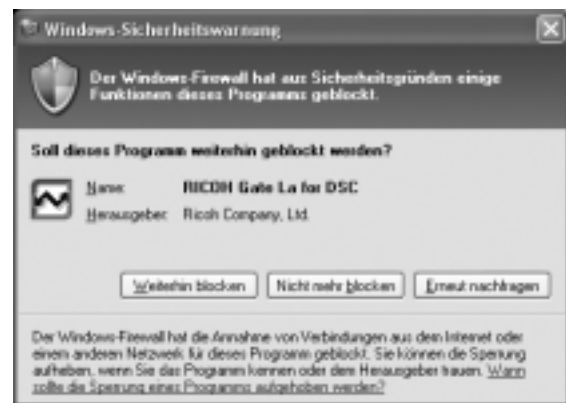 Windows-Sicherheitswarnung
Der Windows-Firewall hat aus Sicherheitsgründen einige
Funktionen dieses Programms geblockt.
Soll dieses Programm weiterhin geblockt werden?
Name: RICOH Gate La for DSC
Herausgeber: Ricoh Company, Ltd.
Weiterhin blocken Nicht mehr blocken Erneut nachfragen
Der Windows-Firewall hat die Annahme von Verbindungen aus dem Internet oder
einem anderen Netzwerk für dieses Programm geblockt. Sie können die Sperrung
aufheben, wenn Sie das Programm kennen oder dem Herausgeber trauen. Wann
sollte die Sperrung eines Programms aufgehoben werden?